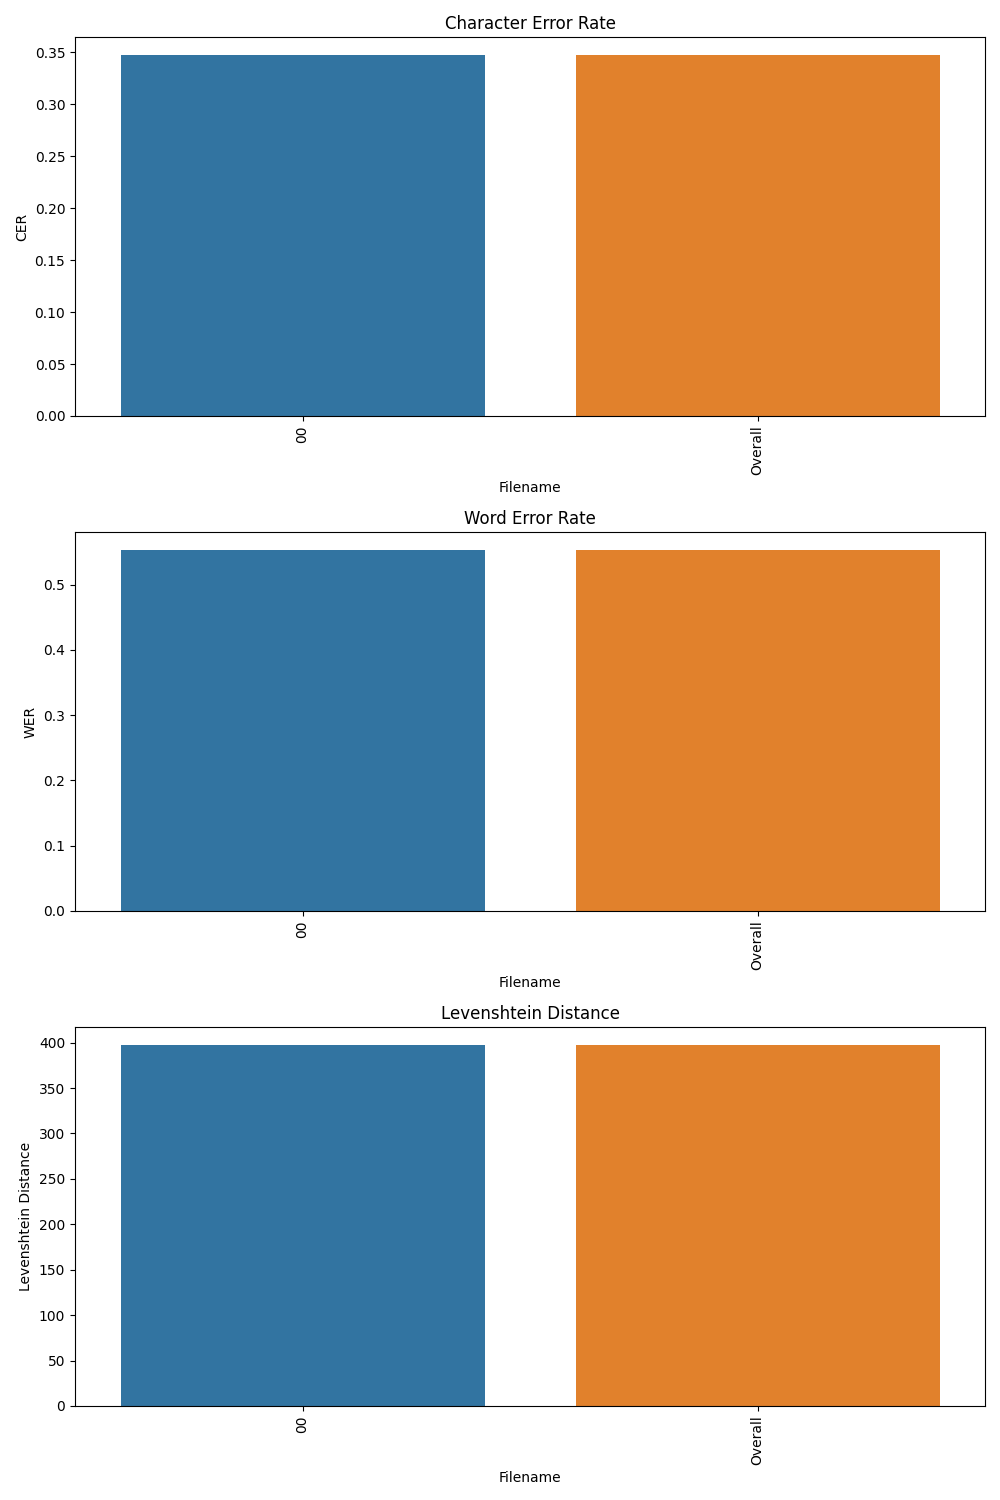 Character Error Rate
0.35
0.30
0.25
0.20
0.15
0.10
0.05
0.00
CER
00
Overall
Filename
Word Error Rate
0.5
0.4
0.3
0.2
0.1
0.0
WER
00
Overall
Filename
Levenshtein Distance
400
350
300
250
200
150
100
50
0
Levenshtein Distance
00
Overall
Filename